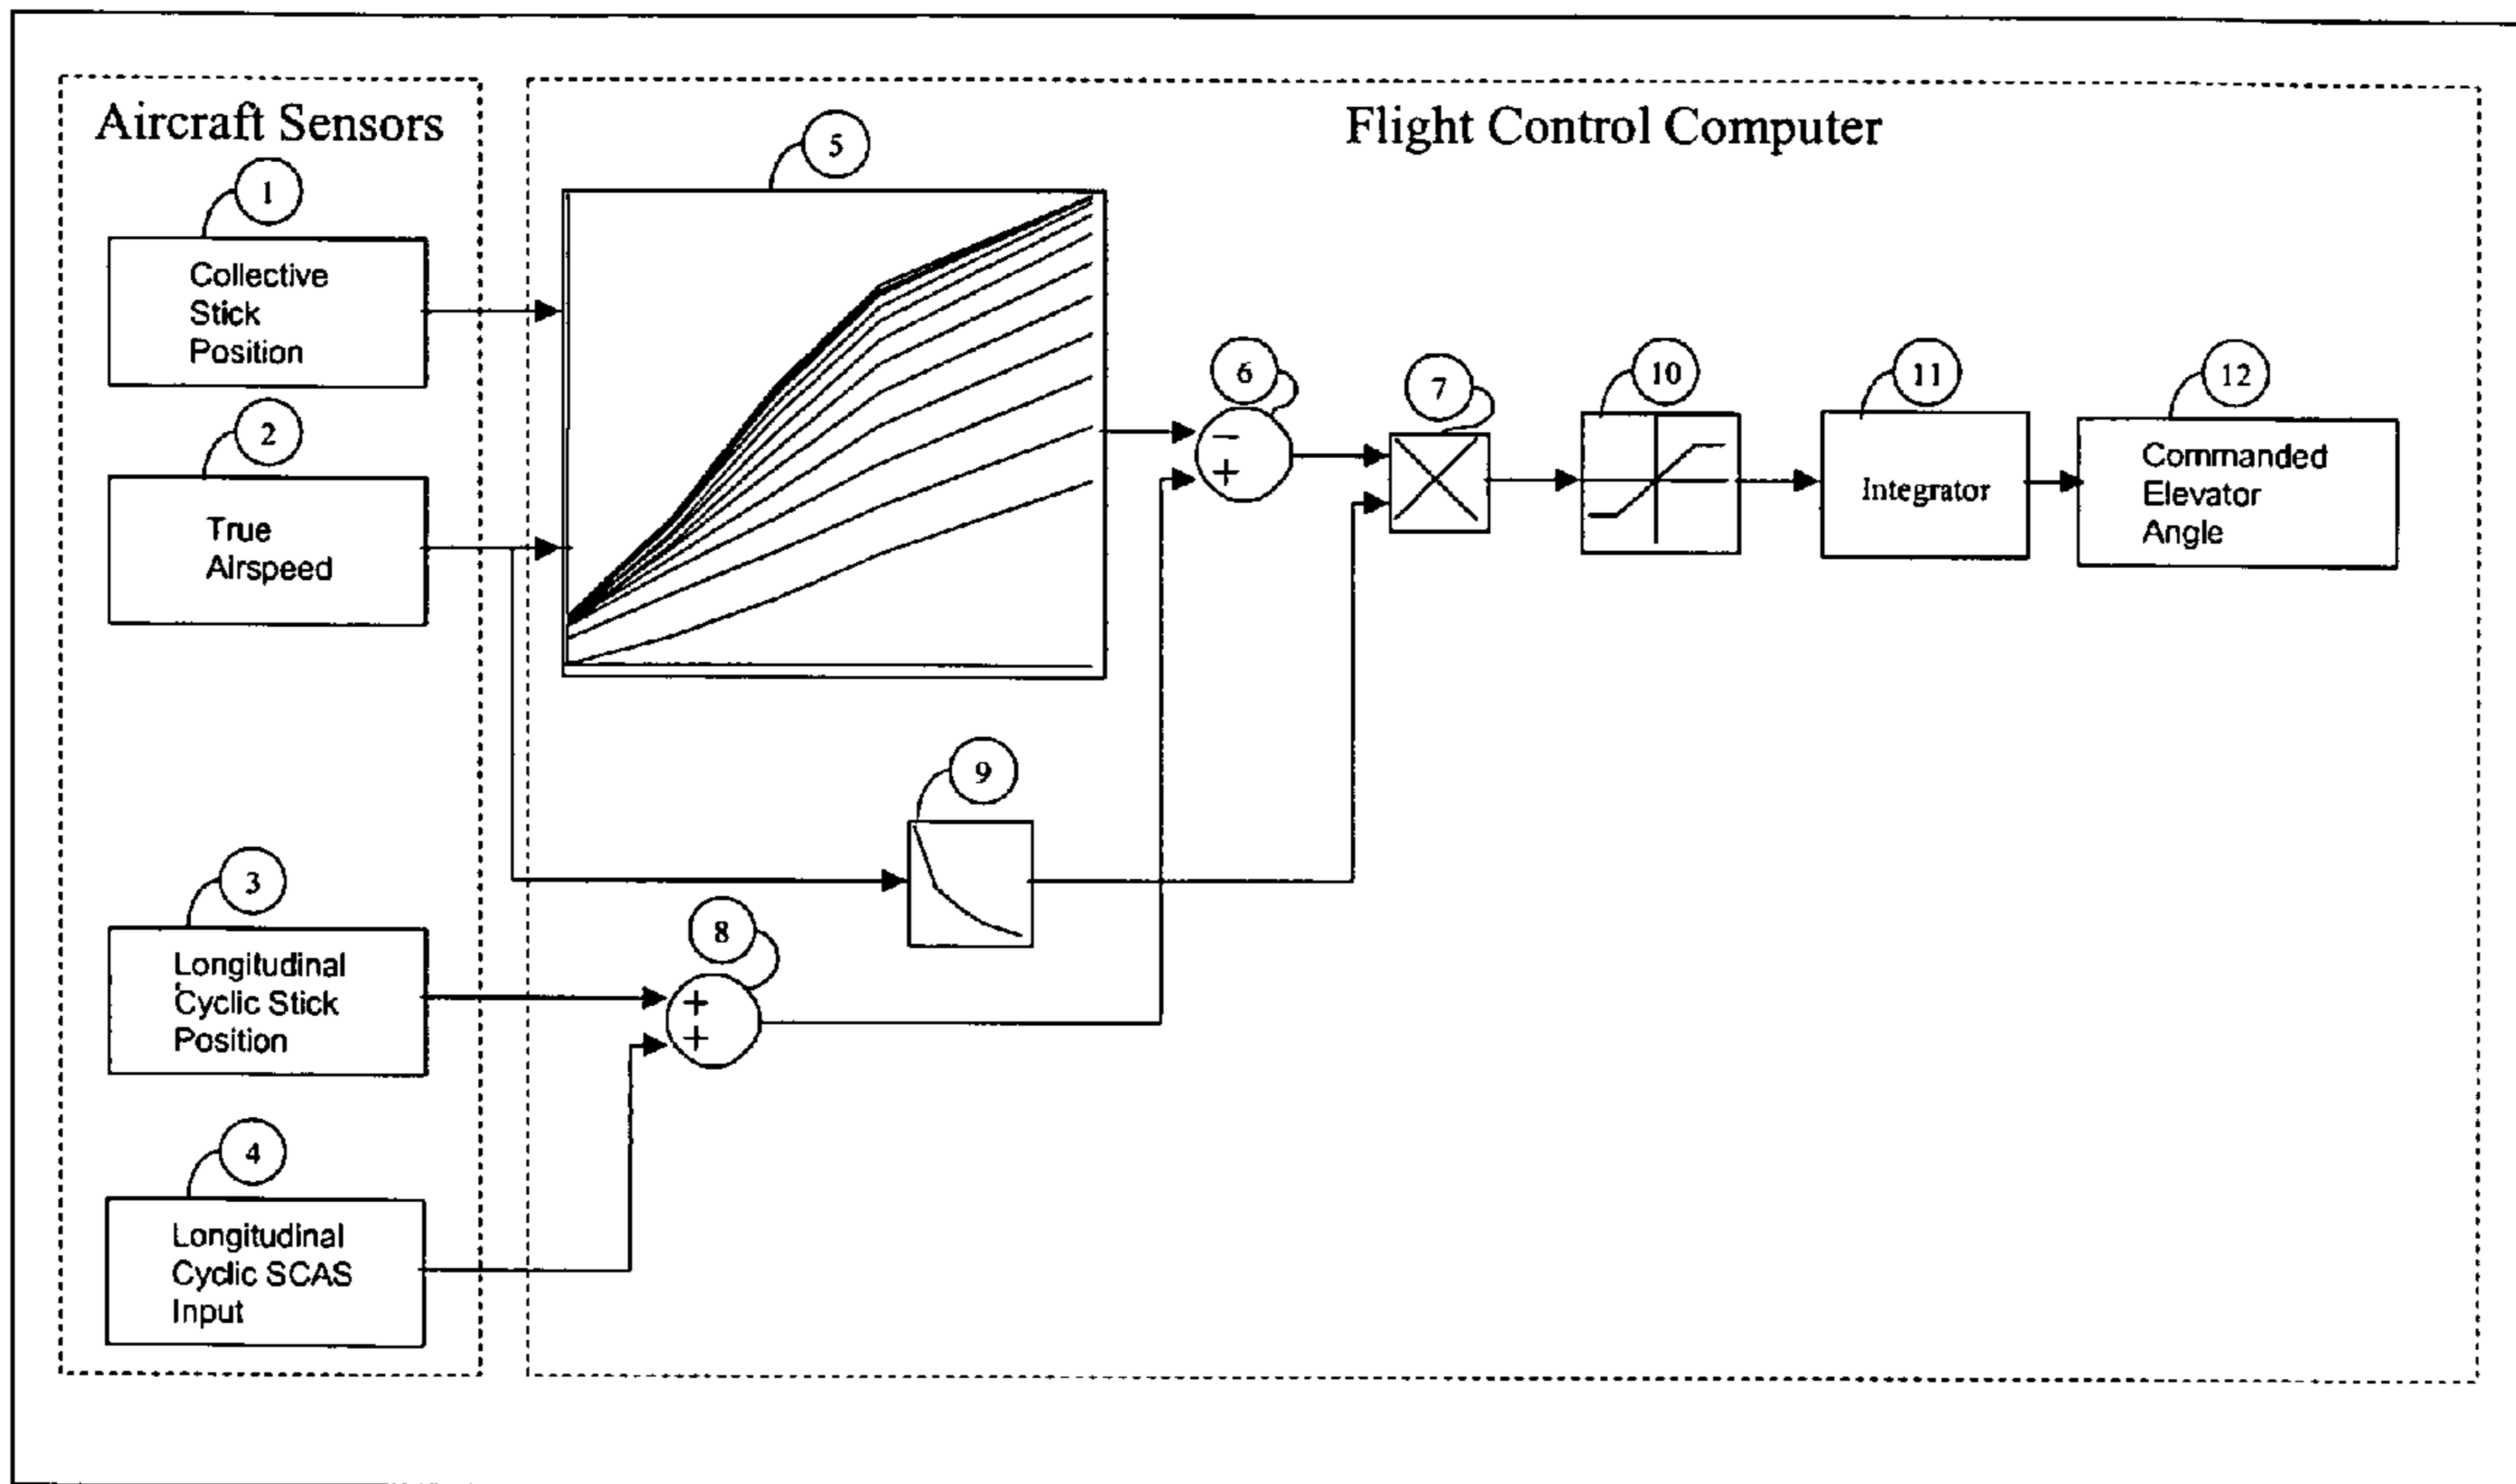 Aircraft Sensors
Flight Control Computer
1
Collective
Stick
Position
2
True
Airspeed
3
Longitudinal
Cyclic Stick
Position
4
Longitudinal
Cyclic SCAS
Input
5
6
−
+
7
8
+
+
9
10
11
Integrator
12
Commanded
Elevator
Angle